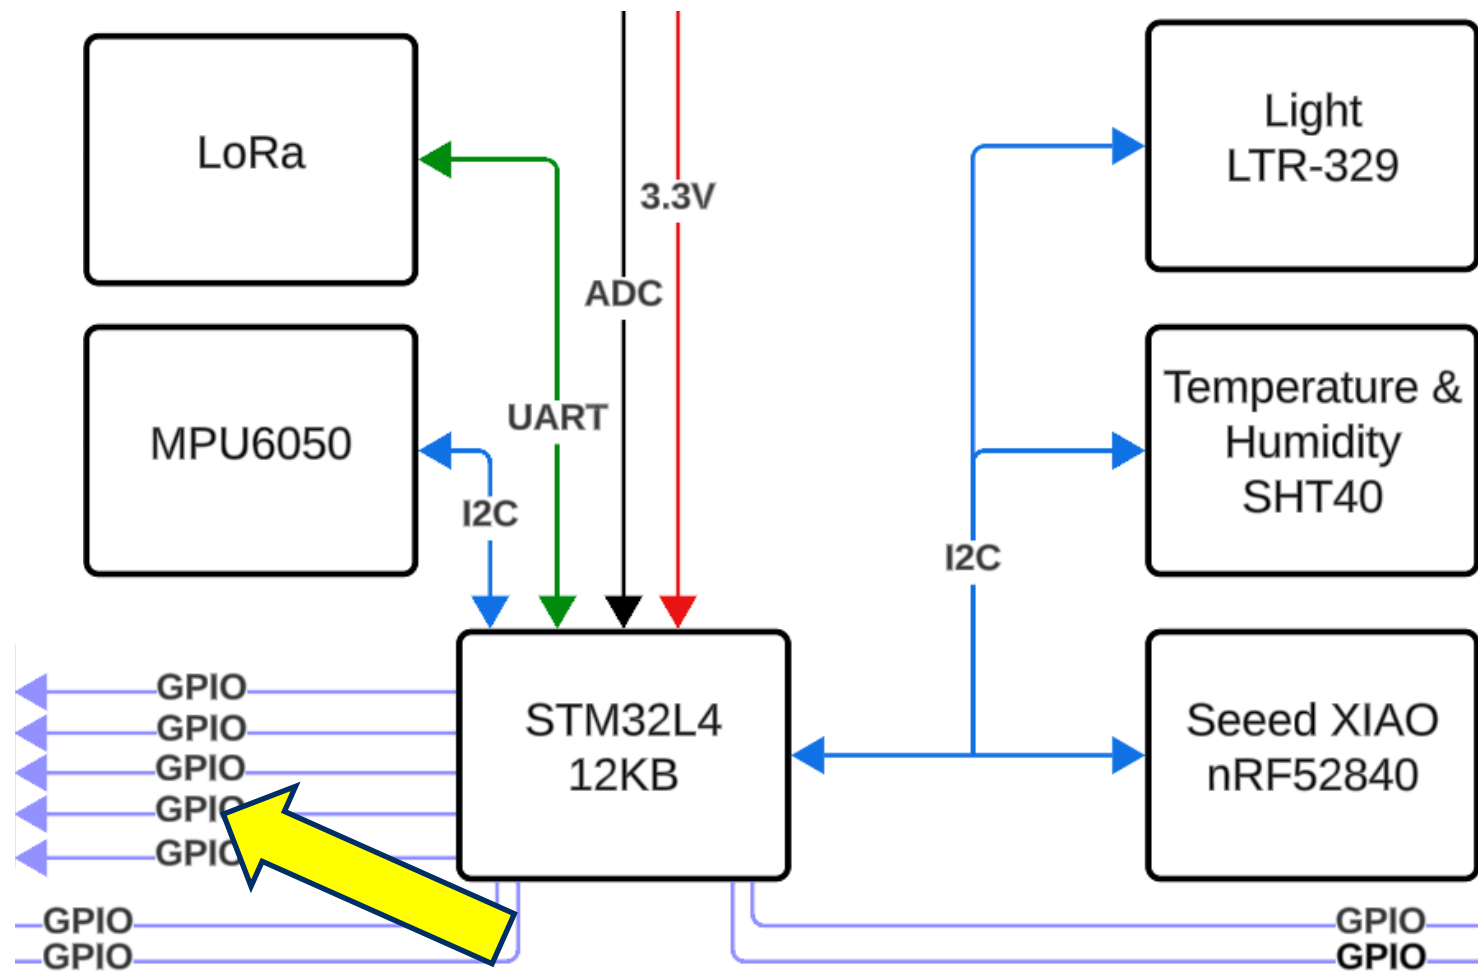 LoRa
Light
LTR-329
3.3V
ADC
UART
MPU6050
I2C
Temperature &
Humidity
SHT40
I2C
GPIO
GPIO
GPIO
GPIO
GPIO
STM32L4
12KB
Seeed XIAO
nRF52840
GPIO
GPIO
GPIO
GPIO